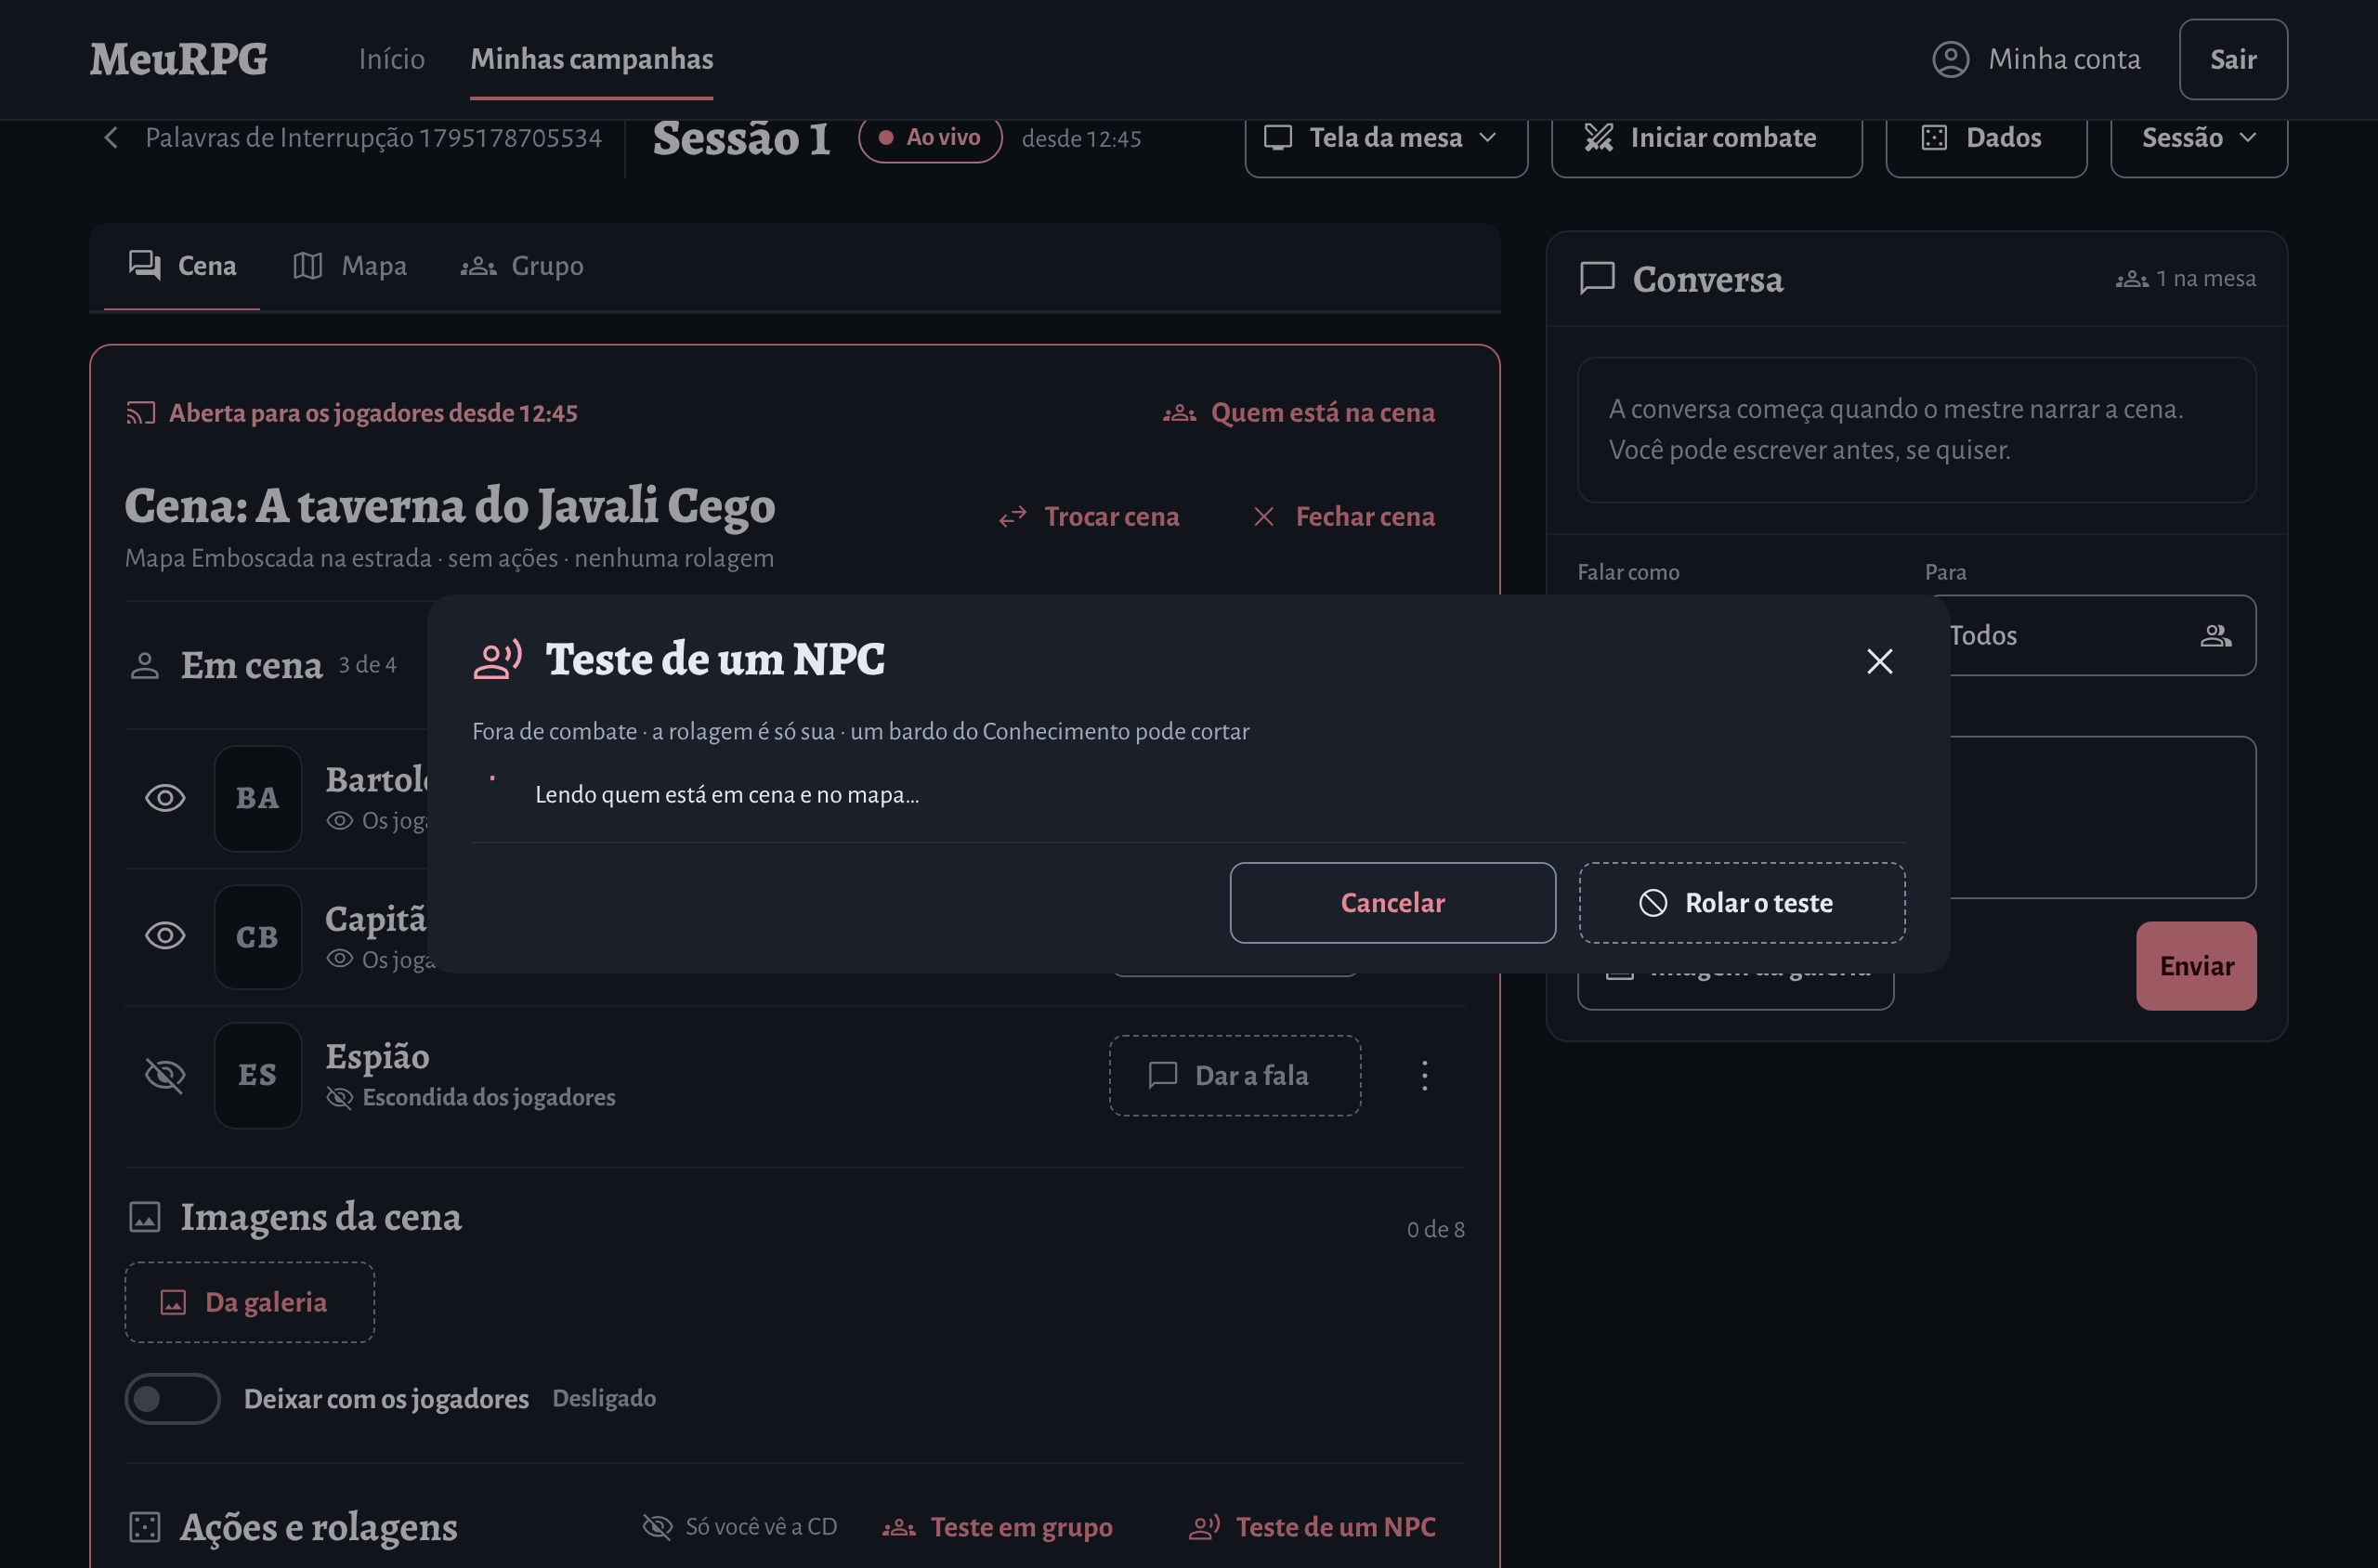 MeuRPG
Início
Minhas campanhas
Minha conta
Sair
Palavras de Interrupção 1795178705534
Sessão 1
Ao vivo
desde 12:45
Tela da mesa
Iniciar combate
Dados
Sessão
Cena
Mapa
Grupo
Conversa
1 na mesa
A conversa começa quando o mestre narrar a cena.
Você pode escrever antes, se quiser.
Aberta para os jogadores desde 12:45
Quem está na cena
Cena: A taverna do Javali Cego
Trocar cena
Fechar cena
Mapa Emboscada na estrada · sem ações · nenhuma rolagem
Falar como
Para
Todos
Em cena
3 de 4
Teste de um NPC
Fora de combate · a rolagem é só sua · um bardo do Conhecimento pode cortar
Lendo quem está em cena e no mapa...
Cancelar
Rolar o teste
BA
CB
Enviar
ES
Espião
Escondida dos jogadores
Dar a fala
Imagens da cena
0 de 8
Da galeria
Deixar com os jogadores
Desligado
Ações e rolagens
Só você vê a CD
Teste em grupo
Teste de um NPC